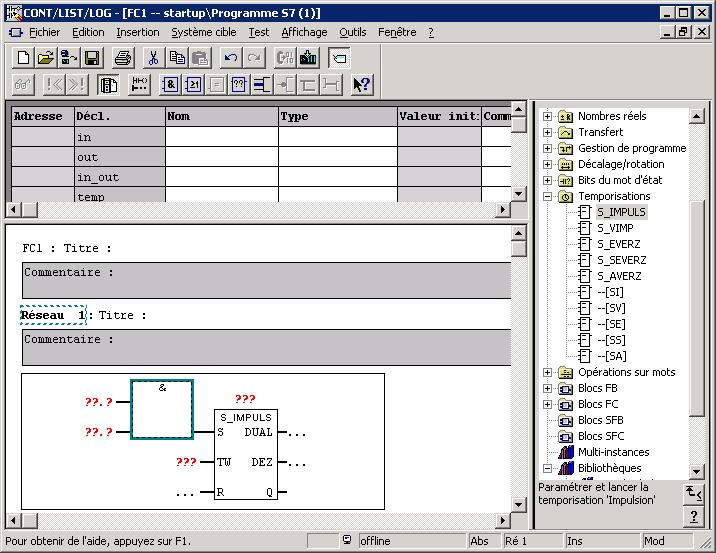 CONT/LIST/LOG - [FC1 -- startup\Programme S7 (1)]
Fichier Edition Insertion Système cible Test Affichage Outils Fenêtre ?
Adresse Décl. Nom Type Valeur init: Comm
in
out
in_out
temp
FC1 : Titre :
Commentaire :
Réseau 1: Titre :
Commentaire :
&
??.?
???
??.?
S_IMPULS
S DUAL ...
??? TW DEZ ...
... R Q
Nombres réels
Transfert
Gestion de programme
Décalage/rotation
Bits du mot d'état
Temporisations
S_IMPULS
S_VIMP
S_EVERZ
S_SEVERZ
S_AVERZ
--[SI]
--[SV]
--[SE]
--[SS]
--[SA]
Opérations sur mots
Blocs FB
Blocs FC
Blocs SFB
Blocs SFC
Multi-instances
Bibliothèques
Paramétrer et lancer la
temporisation 'Impulsion'
Pour obtenir de l'aide, appuyez sur F1. offline Abs Ré 1 Ins Mod